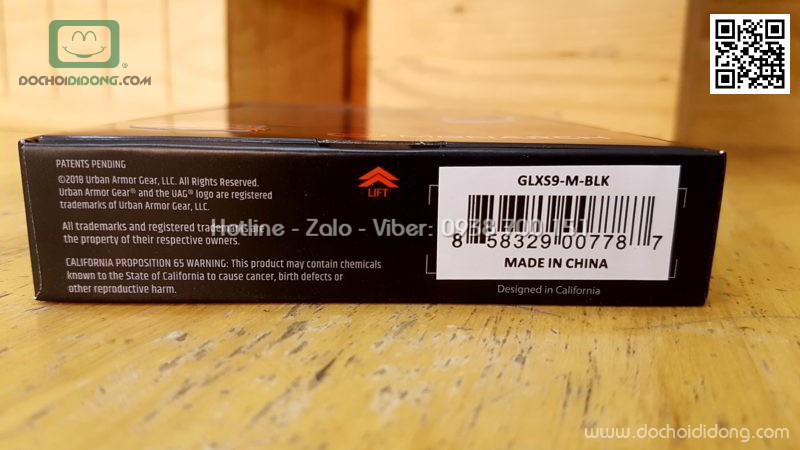 DOCHOIDIDONG.COM
PATENTS PENDING
©2018 Urban Armor Gear, LLC. All Rights Reserved.
Urban Armor Gear® and the UAG® logo are registered
trademarks of Urban Armor Gear, LLC.
All trademarks and registered trademarks are
the property of their respective owners.
CALIFORNIA PROPOSITION 65 WARNING: This product may contain chemicals
known to the State of California to cause cancer, birth defects or
other reproductive harm.
LIFT
Hotline - Zalo - Viber: 0938 700 151
GLXS9-M-BLK
8 58329 00778 7
MADE IN CHINA
Designed in California
www.dochoididong.com